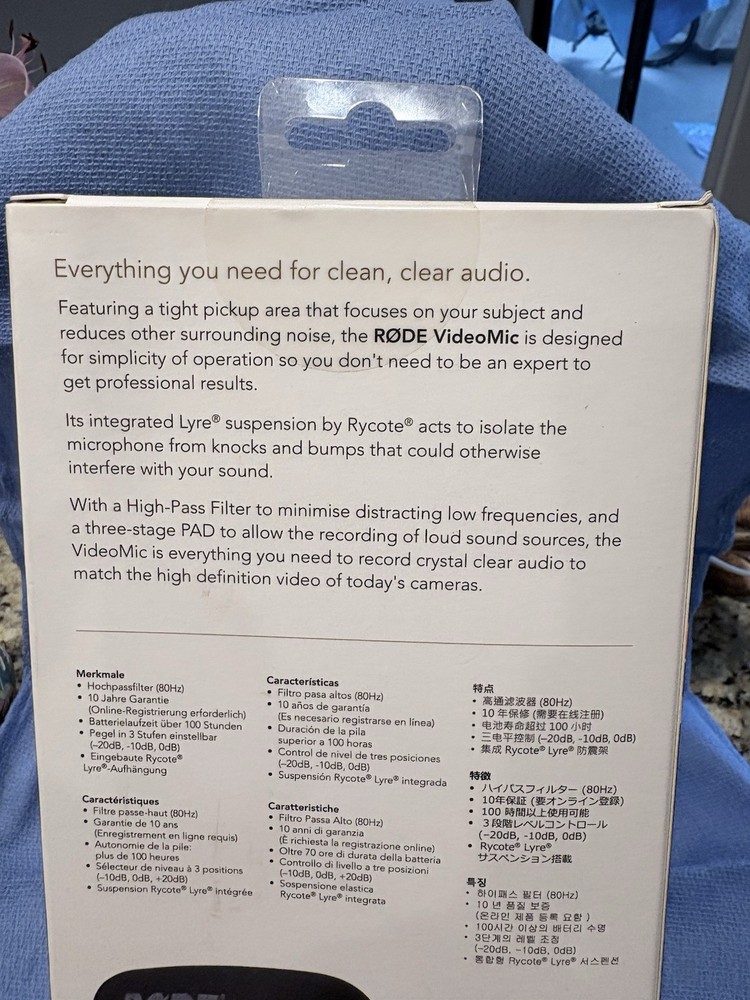 Everything you need for clean, clear audio.
Featuring a tight pickup area that focuses on your subject and
reduces other surrounding noise, the RØDE VideoMic is designed
for simplicity of operation so you don't need to be an expert to
get professional results.
Its integrated Lyre® suspension by Rycote® acts to isolate the
microphone from knocks and bumps that could otherwise
interfere with your sound.
With a High-Pass Filter to minimise distracting low frequencies, and
a three-stage PAD to allow the recording of loud sound sources, the
VideoMic is everything you need to record crystal clear audio to
match the high definition video of today's cameras.
Merkmale
• Hochpassfilter (80Hz)
• 10 Jahre Garantie
(Online-Registrierung erforderlich)
• Batterielaufzeit über 100 Stunden
• Pegel in 3 Stufen einstellbar
(–20dB, -10dB, 0dB)
• Eingebaute Rycote®
Lyre®-Aufhängung
Caractéristiques
• Filtre passe-haut (80Hz)
• Garantie de 10 ans
(Enregistrement en ligne requis)
• Autonomie de la pile:
plus de 100 heures
• Sélecteur de niveau à 3 positions
(–10dB, 0dB, +20dB)
• Suspension Rycote® Lyre® intégrée
Características
• Filtro pasa altos (80Hz)
• 10 años de garantía
(Es necesario registrarse en línea)
• Duración de la pila
superior a 100 horas
• Control de nivel de tres posiciones
(–20dB, -10dB, 0dB)
• Suspensión Rycote® Lyre® integrada
Caratteristiche
• Filtro Passa Alto (80Hz)
• 10 anni di garanzia
(È richiesta la registrazione online)
• Oltre 70 ore di durata della batteria
• Controllo di livello a tre posizioni
(–10dB, 0dB, +20dB)
• Sospensione elastica
Rycote® Lyre® integrata
特点
• 高通滤波器 (80Hz)
• 10 年保修 (需要在线注册)
• 电池寿命超过 100 小时
• 三电平控制 (–20dB, -10dB, 0dB)
• 集成 Rycote® Lyre® 防震架
特徴
• ハイパスフィルター (80Hz)
• 10年保証 (要オンライン登録)
• 100 時間以上使用可能
• 3 段階レベルコントロール
(–20dB, -10dB, 0dB)
• Rycote® Lyre®
サスペンション搭載
특징
• 하이패스 필터 (80Hz)
• 10 년 품질 보증
(온라인 제품 등록 요함 )
• 100시간 이상의 배터리 수명
• 3단계의 레벨 조정
(–20dB, –10dB, 0dB)
• 통합형 Rycote® Lyre® 서스펜션
RØDE